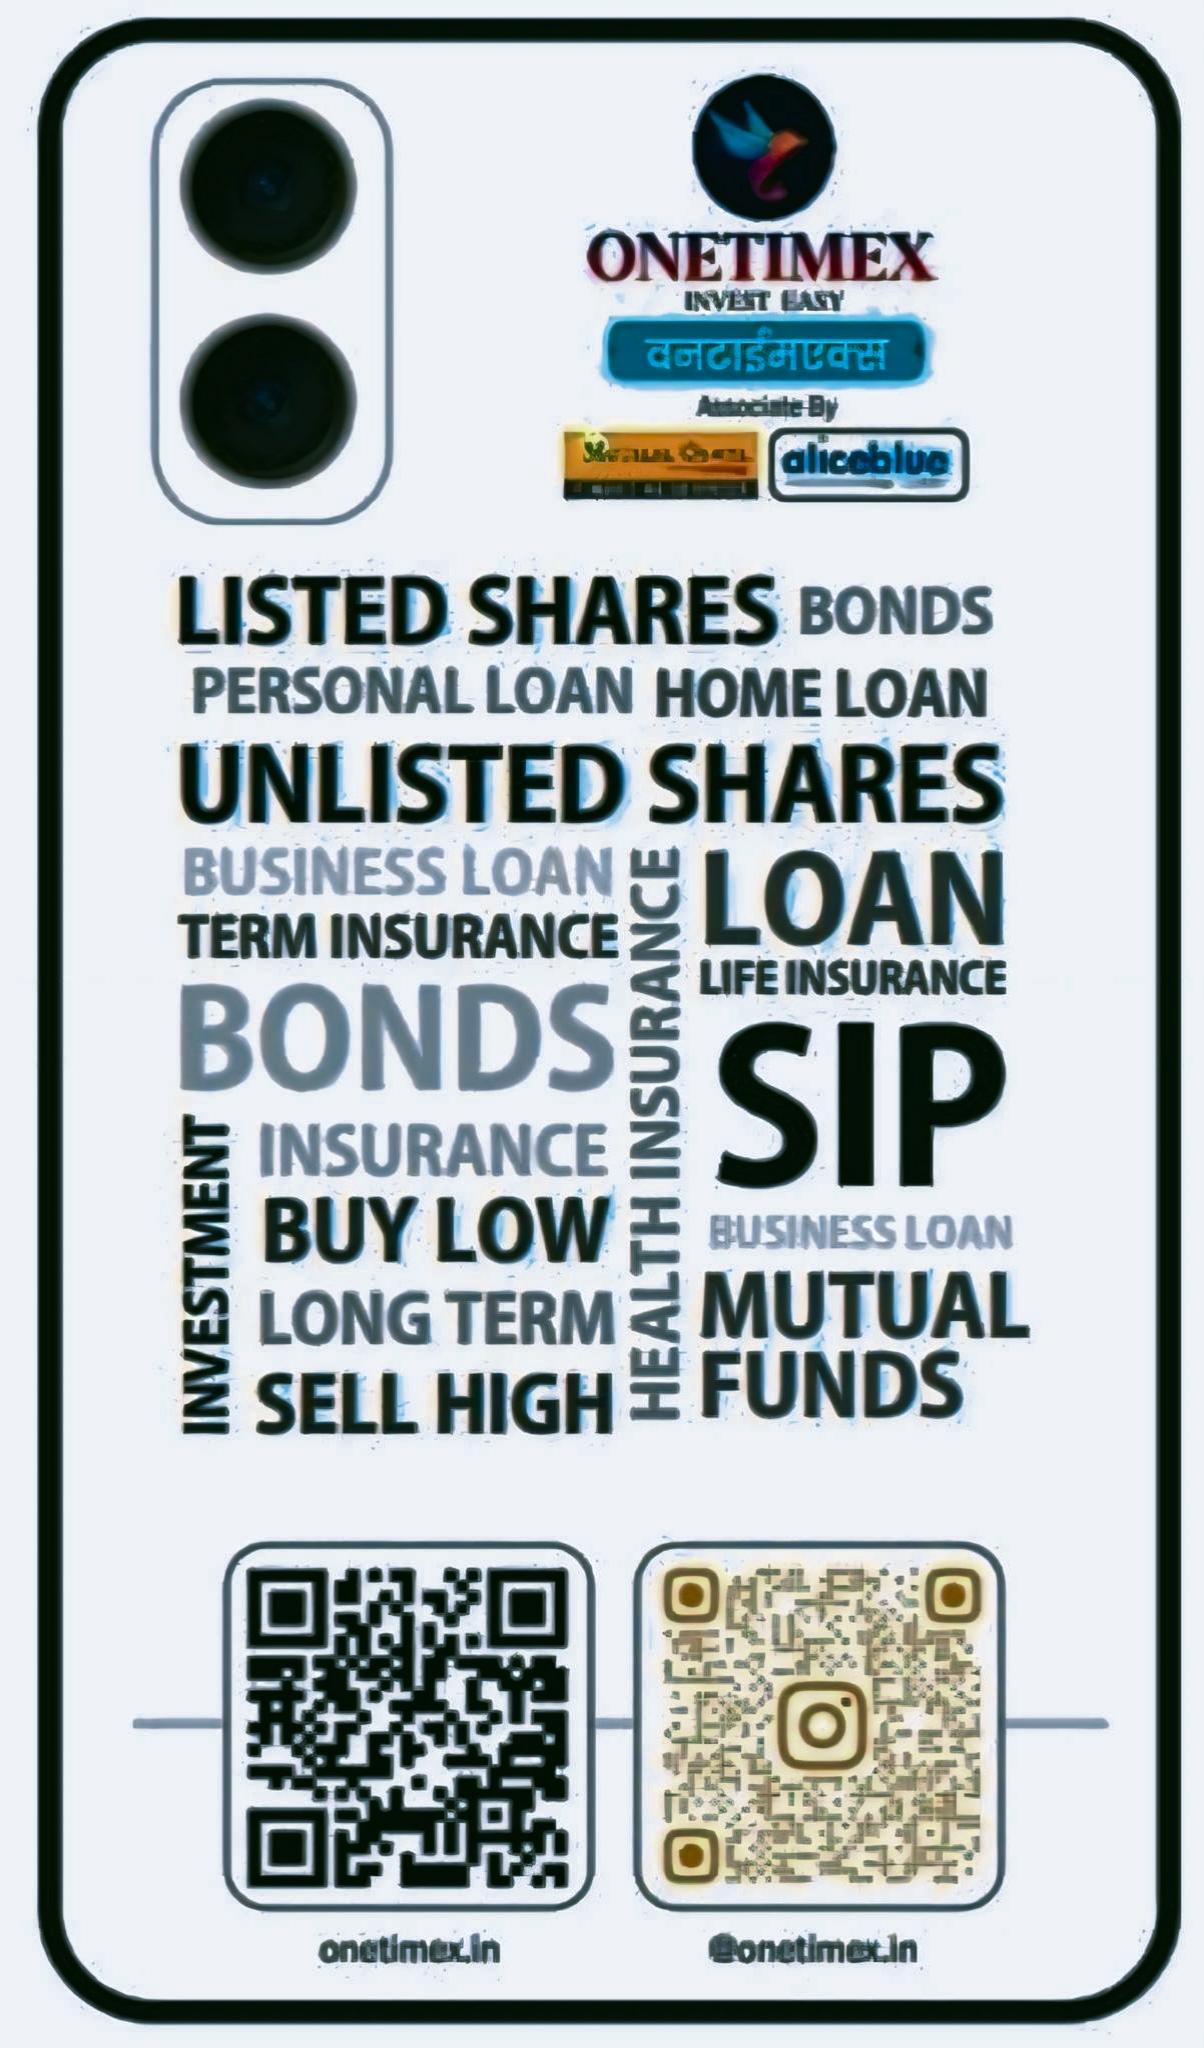 ONETIMEX
INVEST EASY
वनटाईमएक्स
Associate By
aliceblue
LISTED SHARES BONDS
PERSONAL LOAN HOME LOAN
UNLISTED SHARES
BUSINESS LOAN
TERM INSURANCE
BONDS
INVESTMENT
INSURANCE
BUY LOW
LONG TERM
SELL HIGH
HEALTH INSURANCE
LOAN
LIFE INSURANCE
SIP
BUSINESS LOAN
MUTUAL
FUNDS
onetimex.in
@onetimex.in